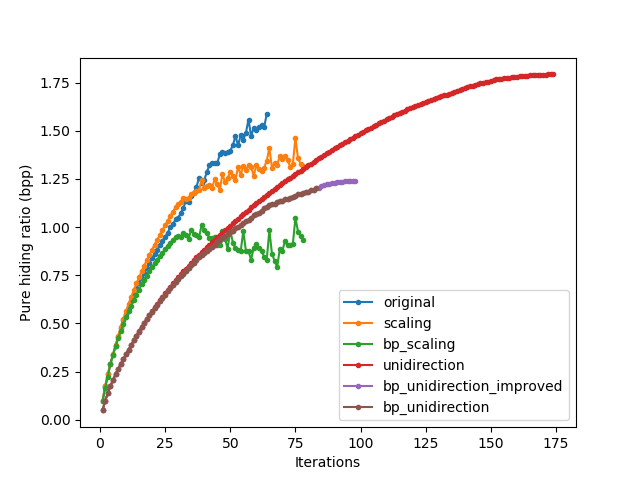 Pure hiding ratio (bpp)
1.75
1.50
1.25
1.00
0.75
0.50
0.25
0.00
original
scaling
bp_scaling
unidirection
bp_unidirection_improved
bp_unidirection
0 25 50 75 100 125 150 175
Iterations